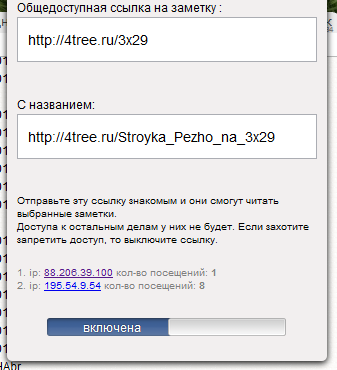 Общедоступная ссылка на заметку :
http://4tree.ru/3x29
С названием:
http://4tree.ru/Stroyka_Pezho_na_3x29
Отправьте эту ссылку знакомым и они смогут читать
выбранные заметки.
Доступа к остальным делам у них не будет. Если захотите
запретить доступ, то выключите ссылку.
1. ip: 88.206.39.100 кол-во посещений: 1
2. ip: 195.54.9.54 кол-во посещений: 8
включена